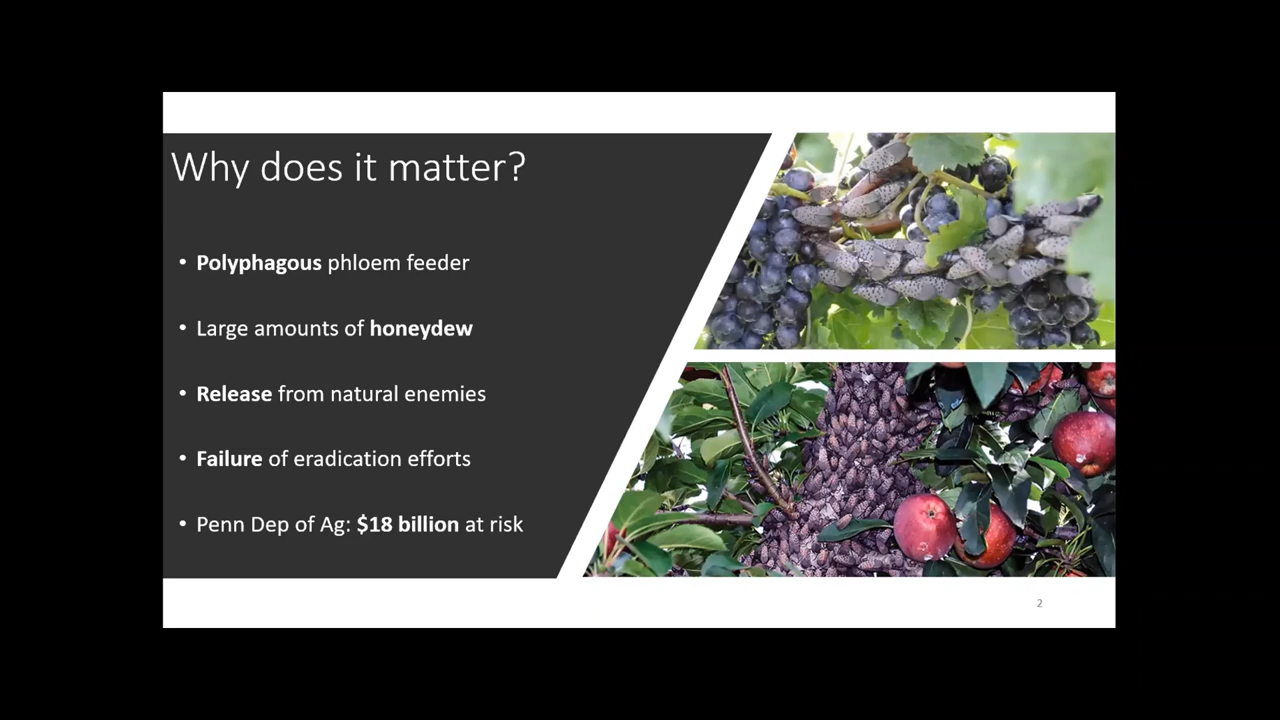 Why does it matter?
• Polyphagous phloem feeder
• Large amounts of honeydew
• Release from natural enemies
• Failure of eradication efforts
• Penn Dep of Ag: $18 billion at risk
2